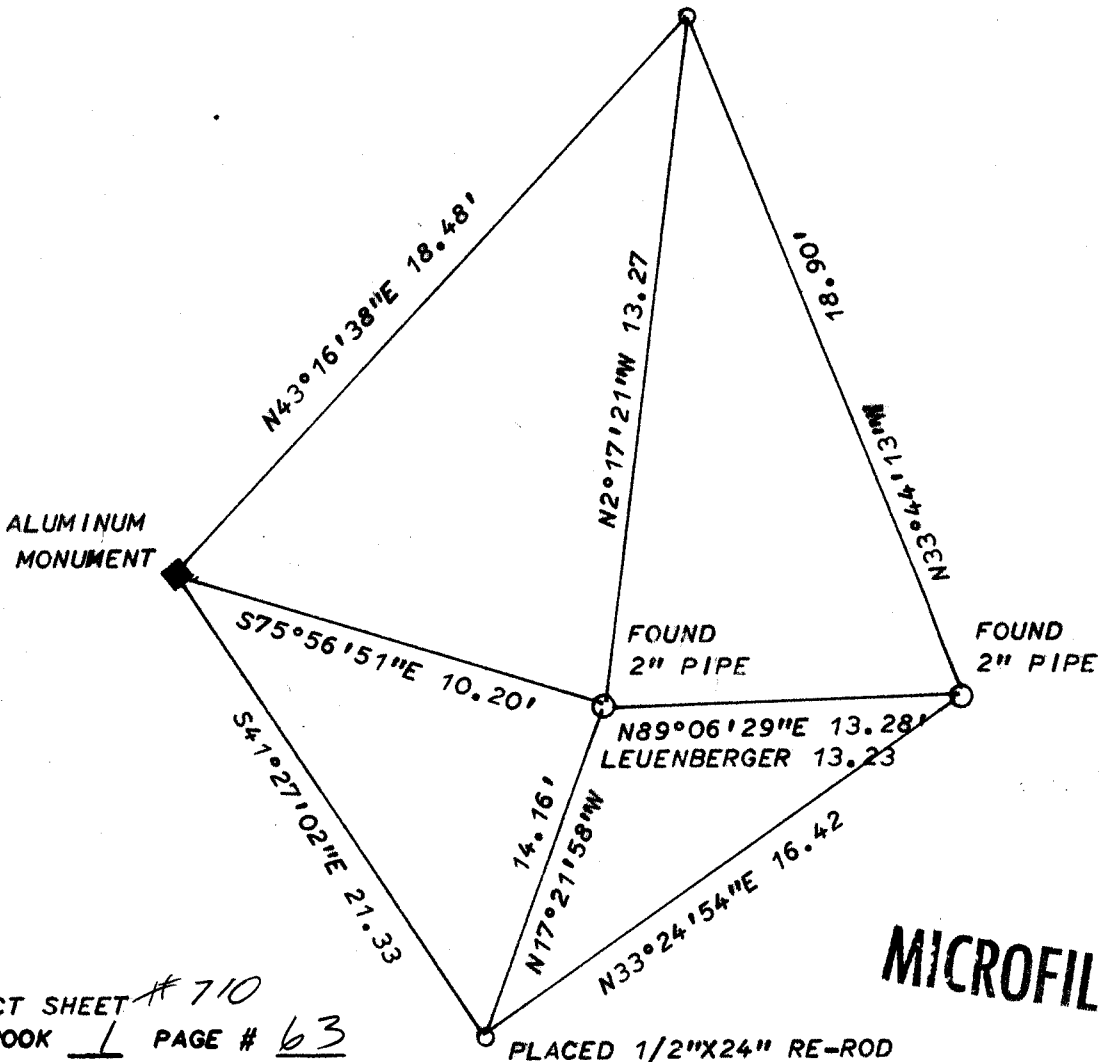 N43°16'38"E 18.48'
N2°17'21"W 13.27
18.90'
N33°44'13"W
ALUMINUM
MONUMENT
S75°56'51"E 10.20'
FOUND
2" PIPE
FOUND
2" PIPE
N89°06'29"E 13.28'
LEUENBERGER 13.23
S41°27'02"E 21.33
14.16'
N17°21'58"W
N33°24'54"E 16.42
MICROFIL
CT SHEET # 710
OOK 1 PAGE # 63
PLACED 1/2"X24" RE-ROD